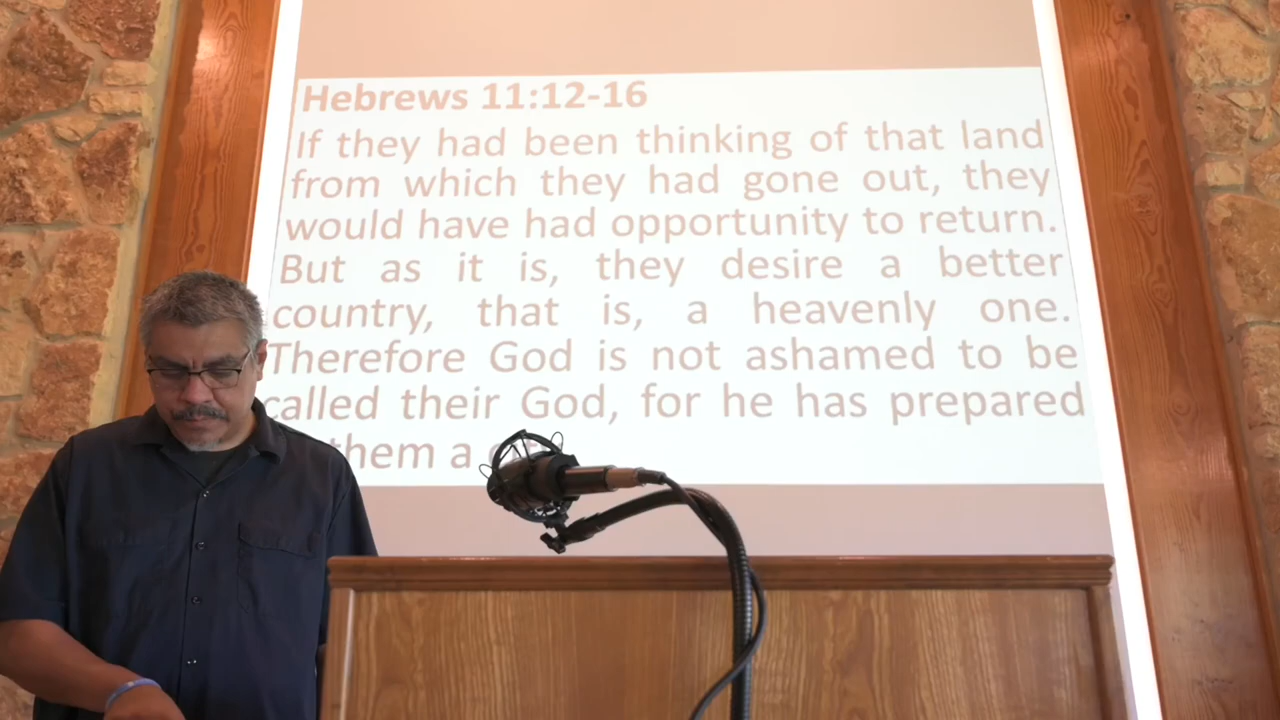 Hebrews 11:12-16
If they had been thinking of that land
from which they had gone out, they
would have had opportunity to return.
But as it is, they desire a better
country, that is, a heavenly one.
Therefore God is not ashamed to be
called their God, for he has prepared
them a